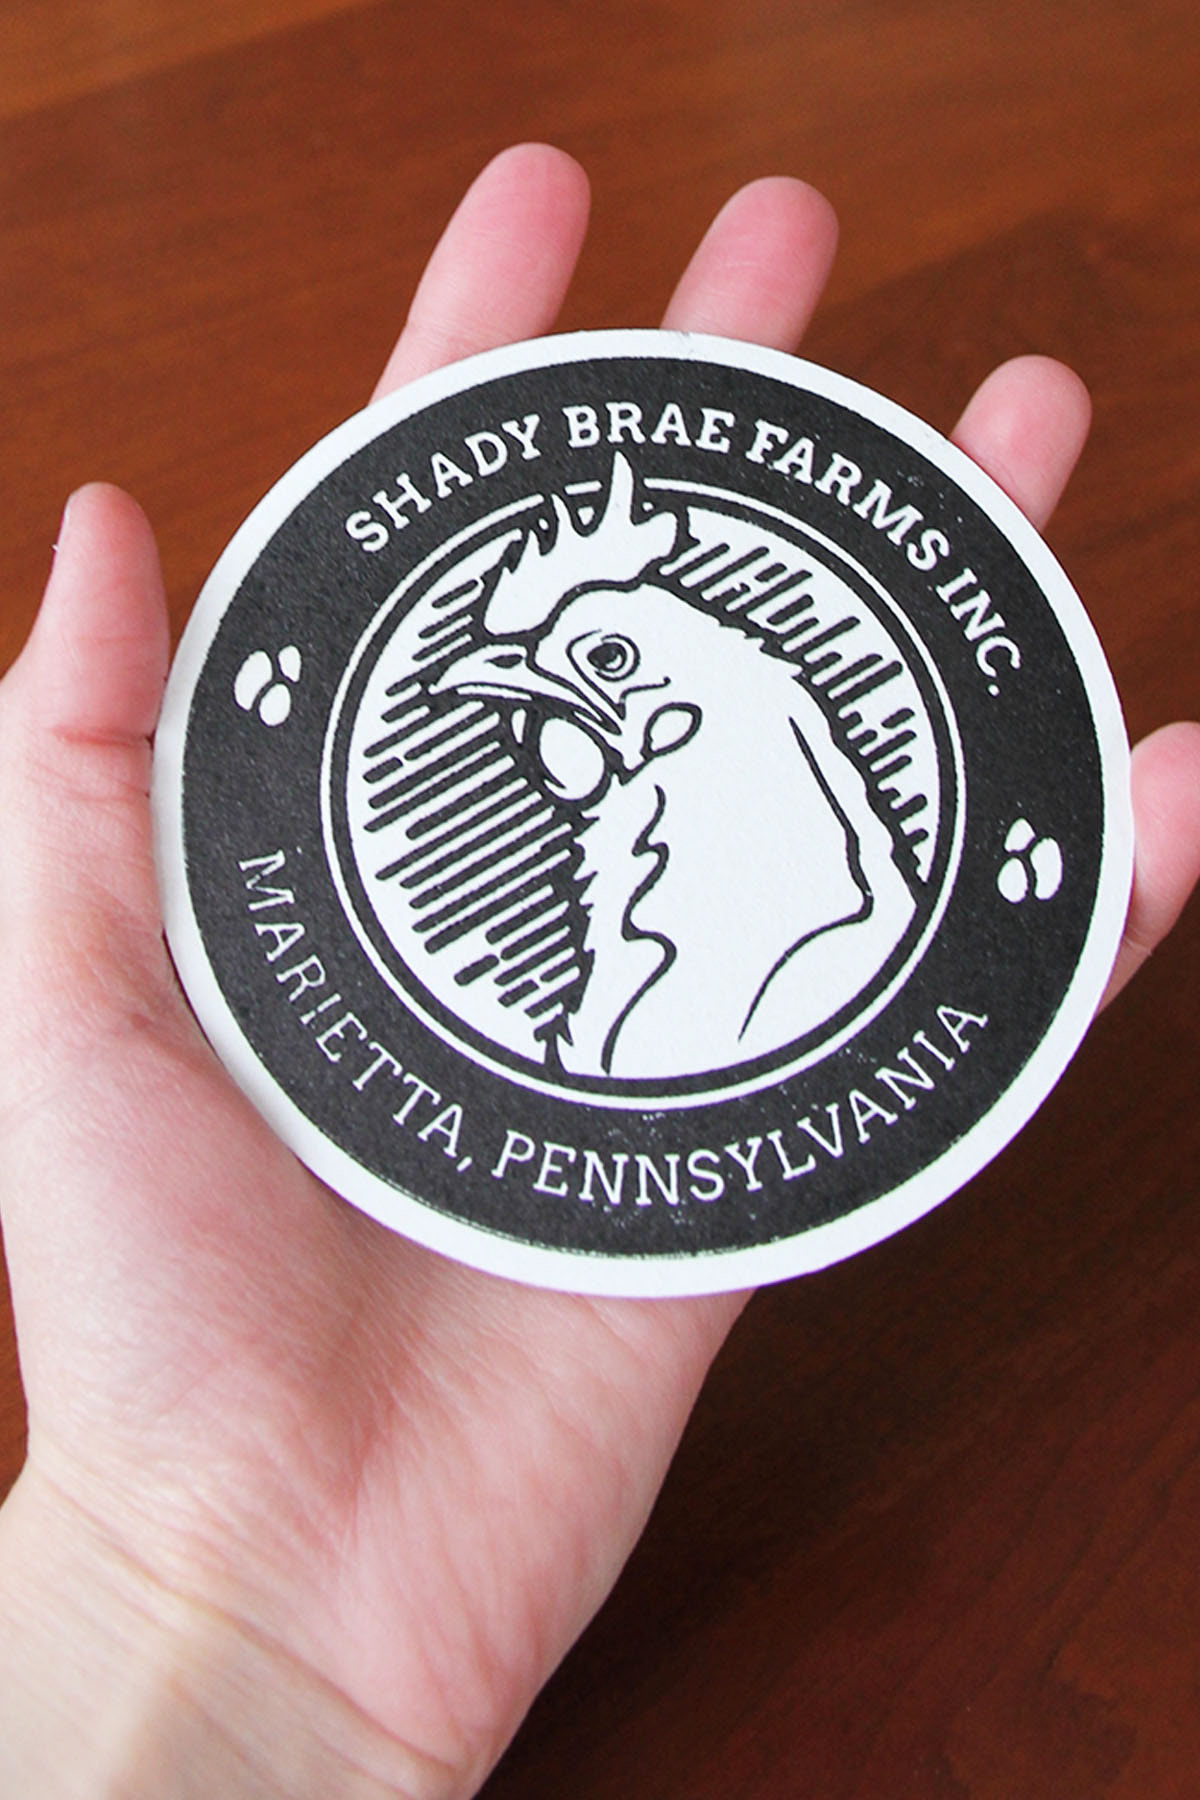 SHADY BRAE FARMS INC.
MARIETTA, PENNSYLVANIA